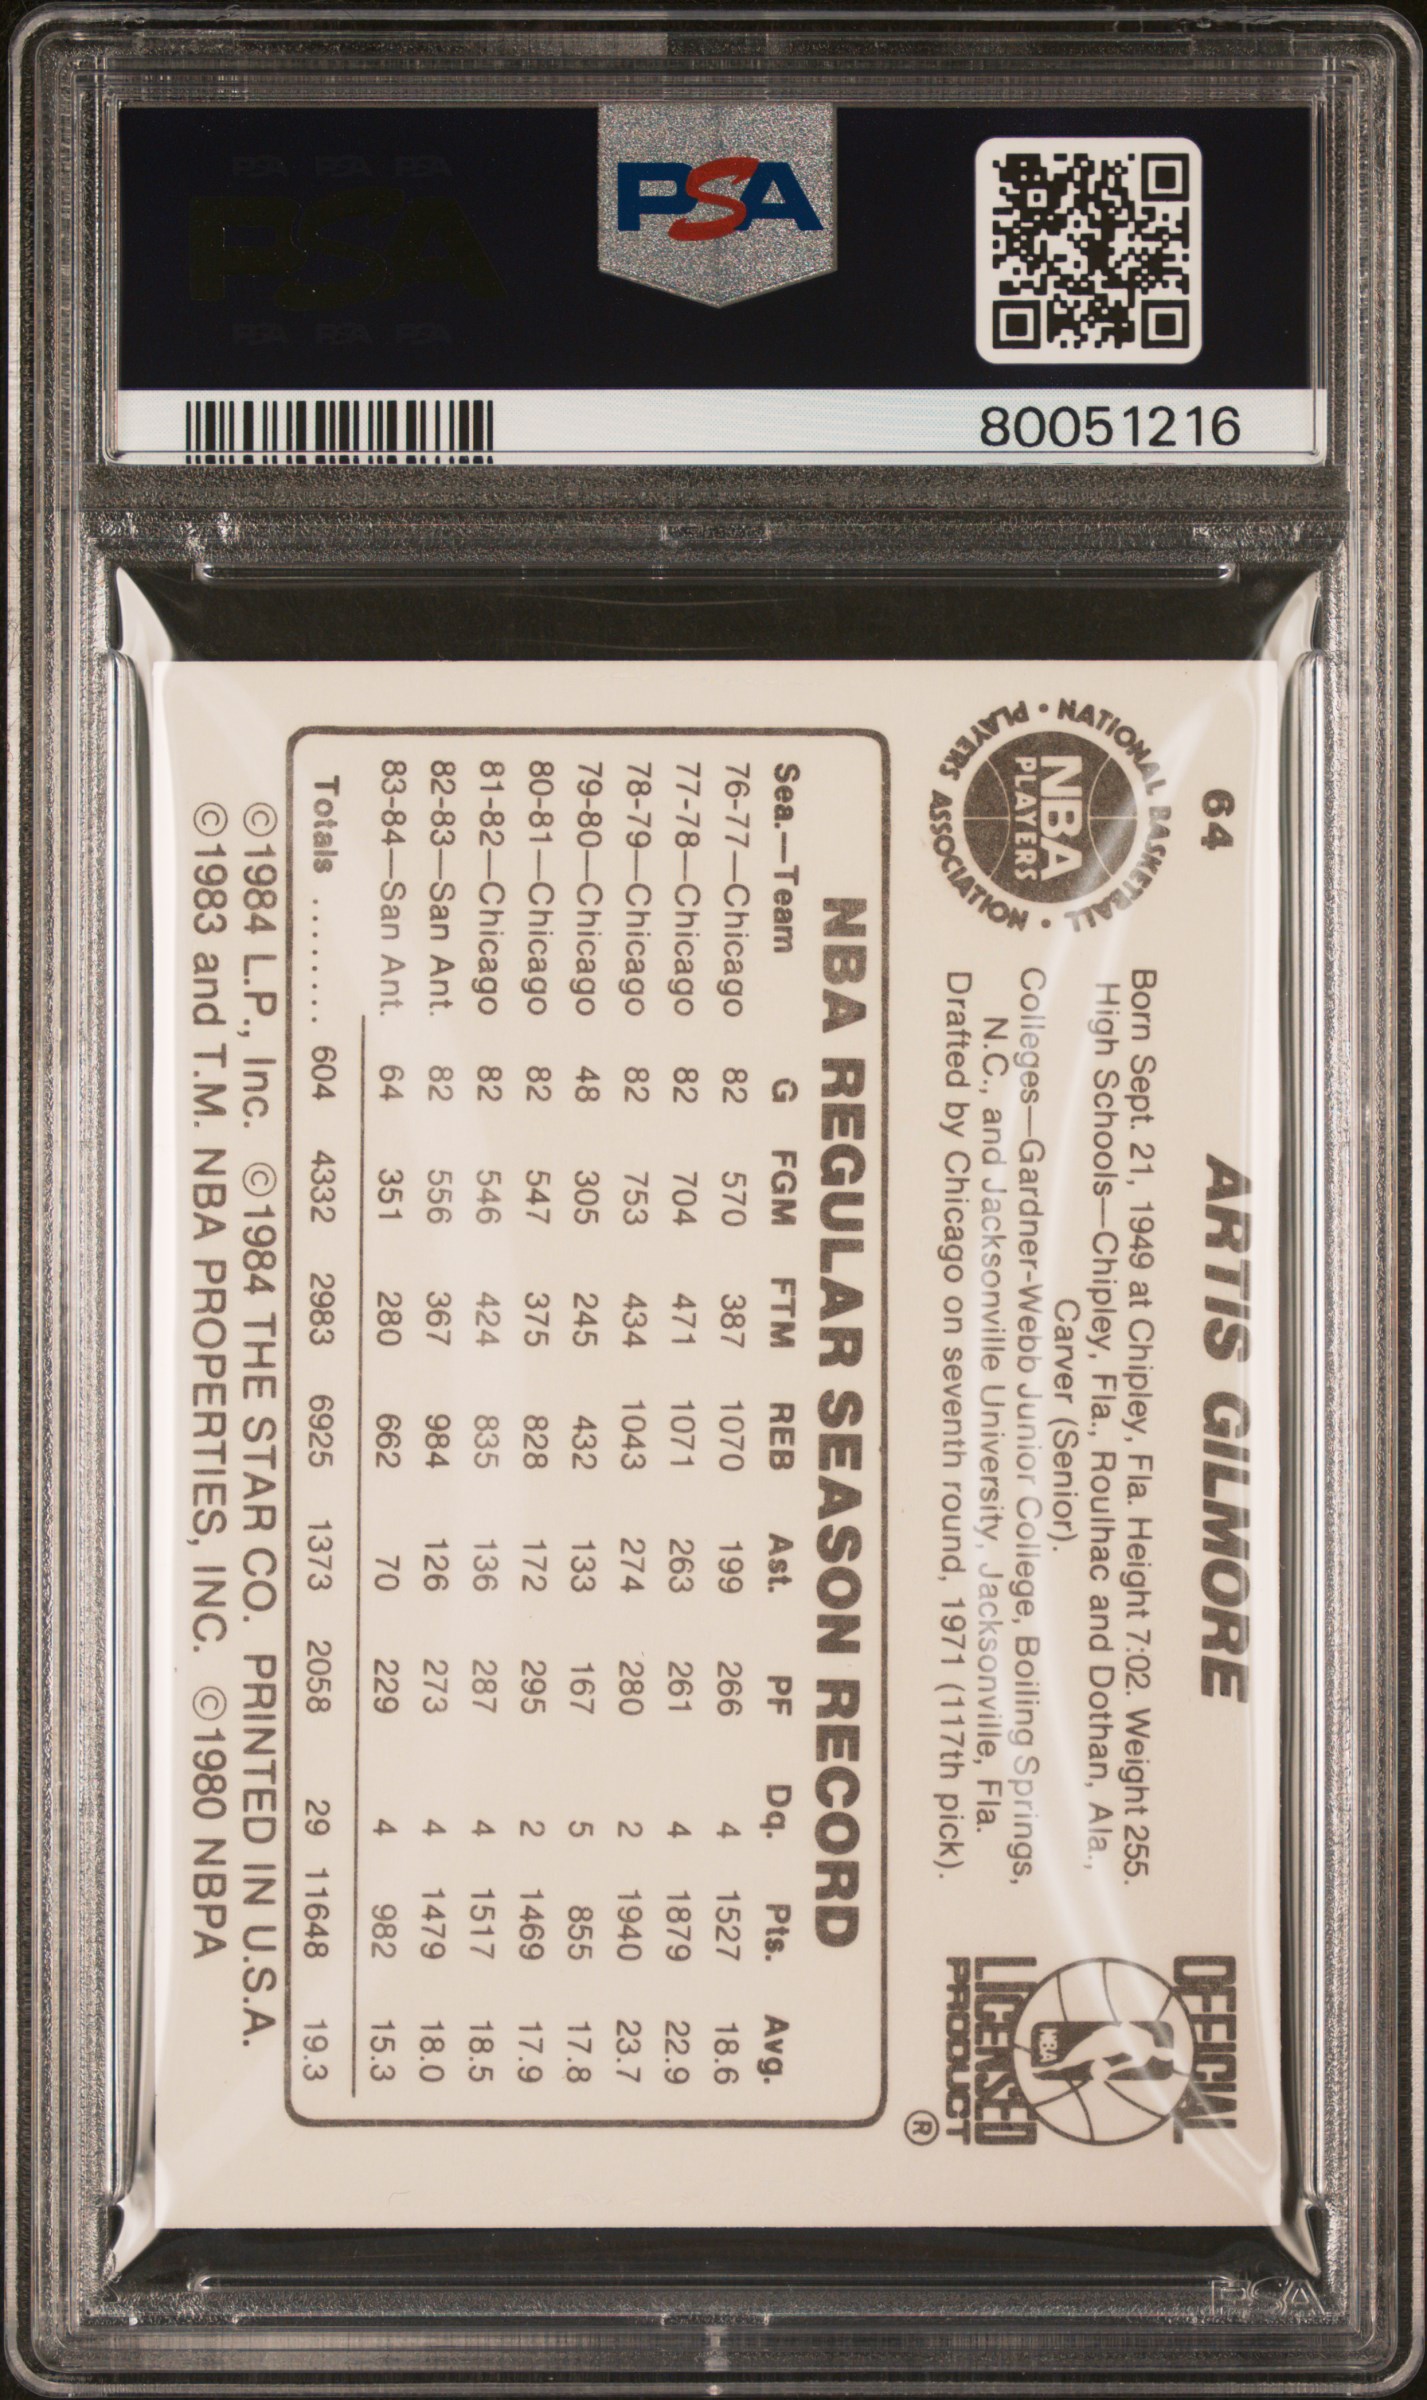 PSA PSA PSA
PSA
PSA PSA PSA
PSA
80051216
64
ARTIS GILMORE
NATIONAL BASKETBALL PLAYERS ASSOCIATION
NBA
PLAYERS
OFFICIAL
NBA
LICENSED
PRODUCT
®
Born Sept. 21, 1949 at Chipley, Fla. Height 7:02. Weight 255.
High Schools—Chipley, Fla., Roulhac and Dothan, Ala.,
Carver (Senior).
Colleges—Gardner-Webb Junior College, Boiling Springs,
N.C., and Jacksonville University, Jacksonville, Fla.
Drafted by Chicago on seventh round, 1971 (117th pick).
NBA REGULAR SEASON RECORD
Sea.—Team G FGM FTM REB Ast. PF Dq. Pts. Avg.
76-77—Chicago 82 570 387 1070 199 266 4 1527 18.6
77-78—Chicago 82 704 471 1071 263 261 4 1879 22.9
78-79—Chicago 82 753 434 1043 274 280 2 1940 23.7
79-80—Chicago 48 305 245 432 133 167 5 855 17.8
80-81—Chicago 82 547 375 828 172 295 2 1469 17.9
81-82—Chicago 82 546 424 835 136 287 4 1517 18.5
82-83—San Ant. 82 556 367 984 126 273 4 1479 18.0
83-84—San Ant. 64 351 280 662 70 229 4 982 15.3
Totals ........ 604 4332 2983 6925 1373 2058 29 11648 19.3
©1984 L.P., Inc. ©1984 THE STAR CO. PRINTED IN U.S.A.
©1983 and T.M. NBA PROPERTIES, INC. ©1980 NBPA
PSA